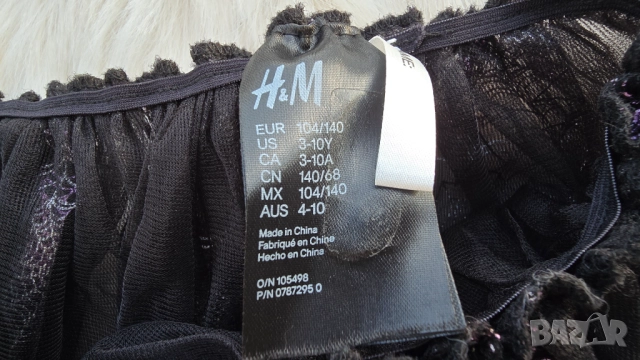 H&M
EUR 104/140
US 3-10Y
CA 3-10A
CN 140/68
MX 104/140
AUS 4-10
Made in China
Fabriqué en Chine
Hecho en China
O/N 105498
P/N 0787295 0
BAZAR.bg